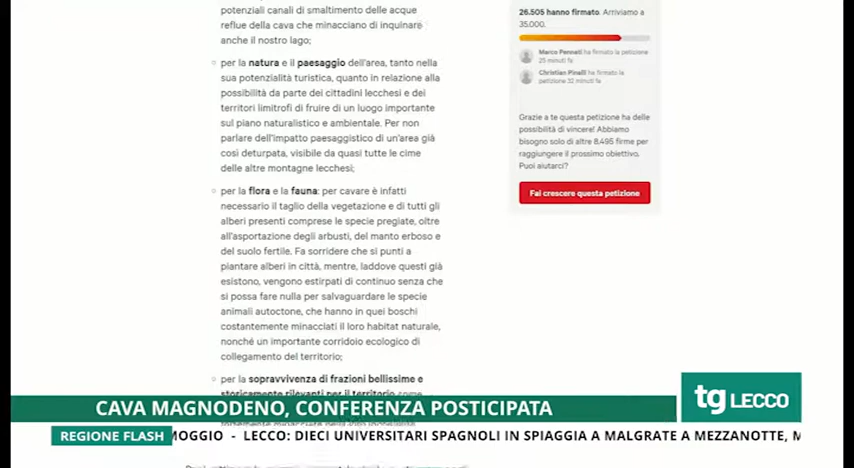 potenziali canali di smaltimento delle acque
reflue della cava che minacciano di inquinare
anche il nostro lago;
per la natura e il paesaggio dell'area, tanto nella
sua potenzialità turistica, quanto in relazione alla
possibilità da parte dei cittadini lecchesi e dei
territori limitrofi di fruire di un luogo importante
sul piano naturalistico e ambientale. Per non
parlare dell'impatto paesaggistico di un'area già
così deturpata, visibile da quasi tutte le cime
delle altre montagne lecchesi;
per la flora e la fauna: per cavare è infatti
necessario il taglio della vegetazione e di tutti gli
alberi presenti comprese le specie pregiate, oltre
all'asportazione degli arbusti, del manto erboso e
del suolo fertile. Fa sorridere che si punti a
piantare alberi in città, mentre, laddove questi già
esistono, vengono estirpati di continuo senza che
si possa fare nulla per salvaguardare le specie
animali autoctone, che hanno in quei boschi
costantemente minacciati il loro habitat naturale,
nonché un importante corridoio ecologico di
collegamento del territorio;
per la sopravvivenza di frazioni bellissime e
storicamente rilevanti per il territorio come
26.505 hanno firmato. Arriviamo a
35.000.
Marco Pennati ha firmato la petizione
25 minuti fa
Christian Pinalli ha firmato la
petizione 32 minuti fa
Grazie a te questa petizione ha delle
possibilità di vincere! Abbiamo
bisogno solo di altre 8.495 firme per
raggiungere il prossimo obiettivo.
Puoi aiutarci?
Fai crescere questa petizione
CAVA MAGNODENO, CONFERENZA POSTICIPATA
tg LECCO
REGIONE FLASH
MOGGIO - LECCO: DIECI UNIVERSITARI SPAGNOLI IN SPIAGGIA A MALGRATE A MEZZANOTTE, M